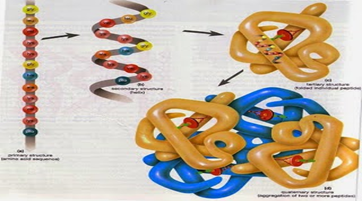 (a)
primary structure
(amino acid sequence)
(b)
secondary structure
(helix)
(c)
tertiary structure
(folded individual peptide)
(d)
quaternary structure
(aggregation of two or more peptides)